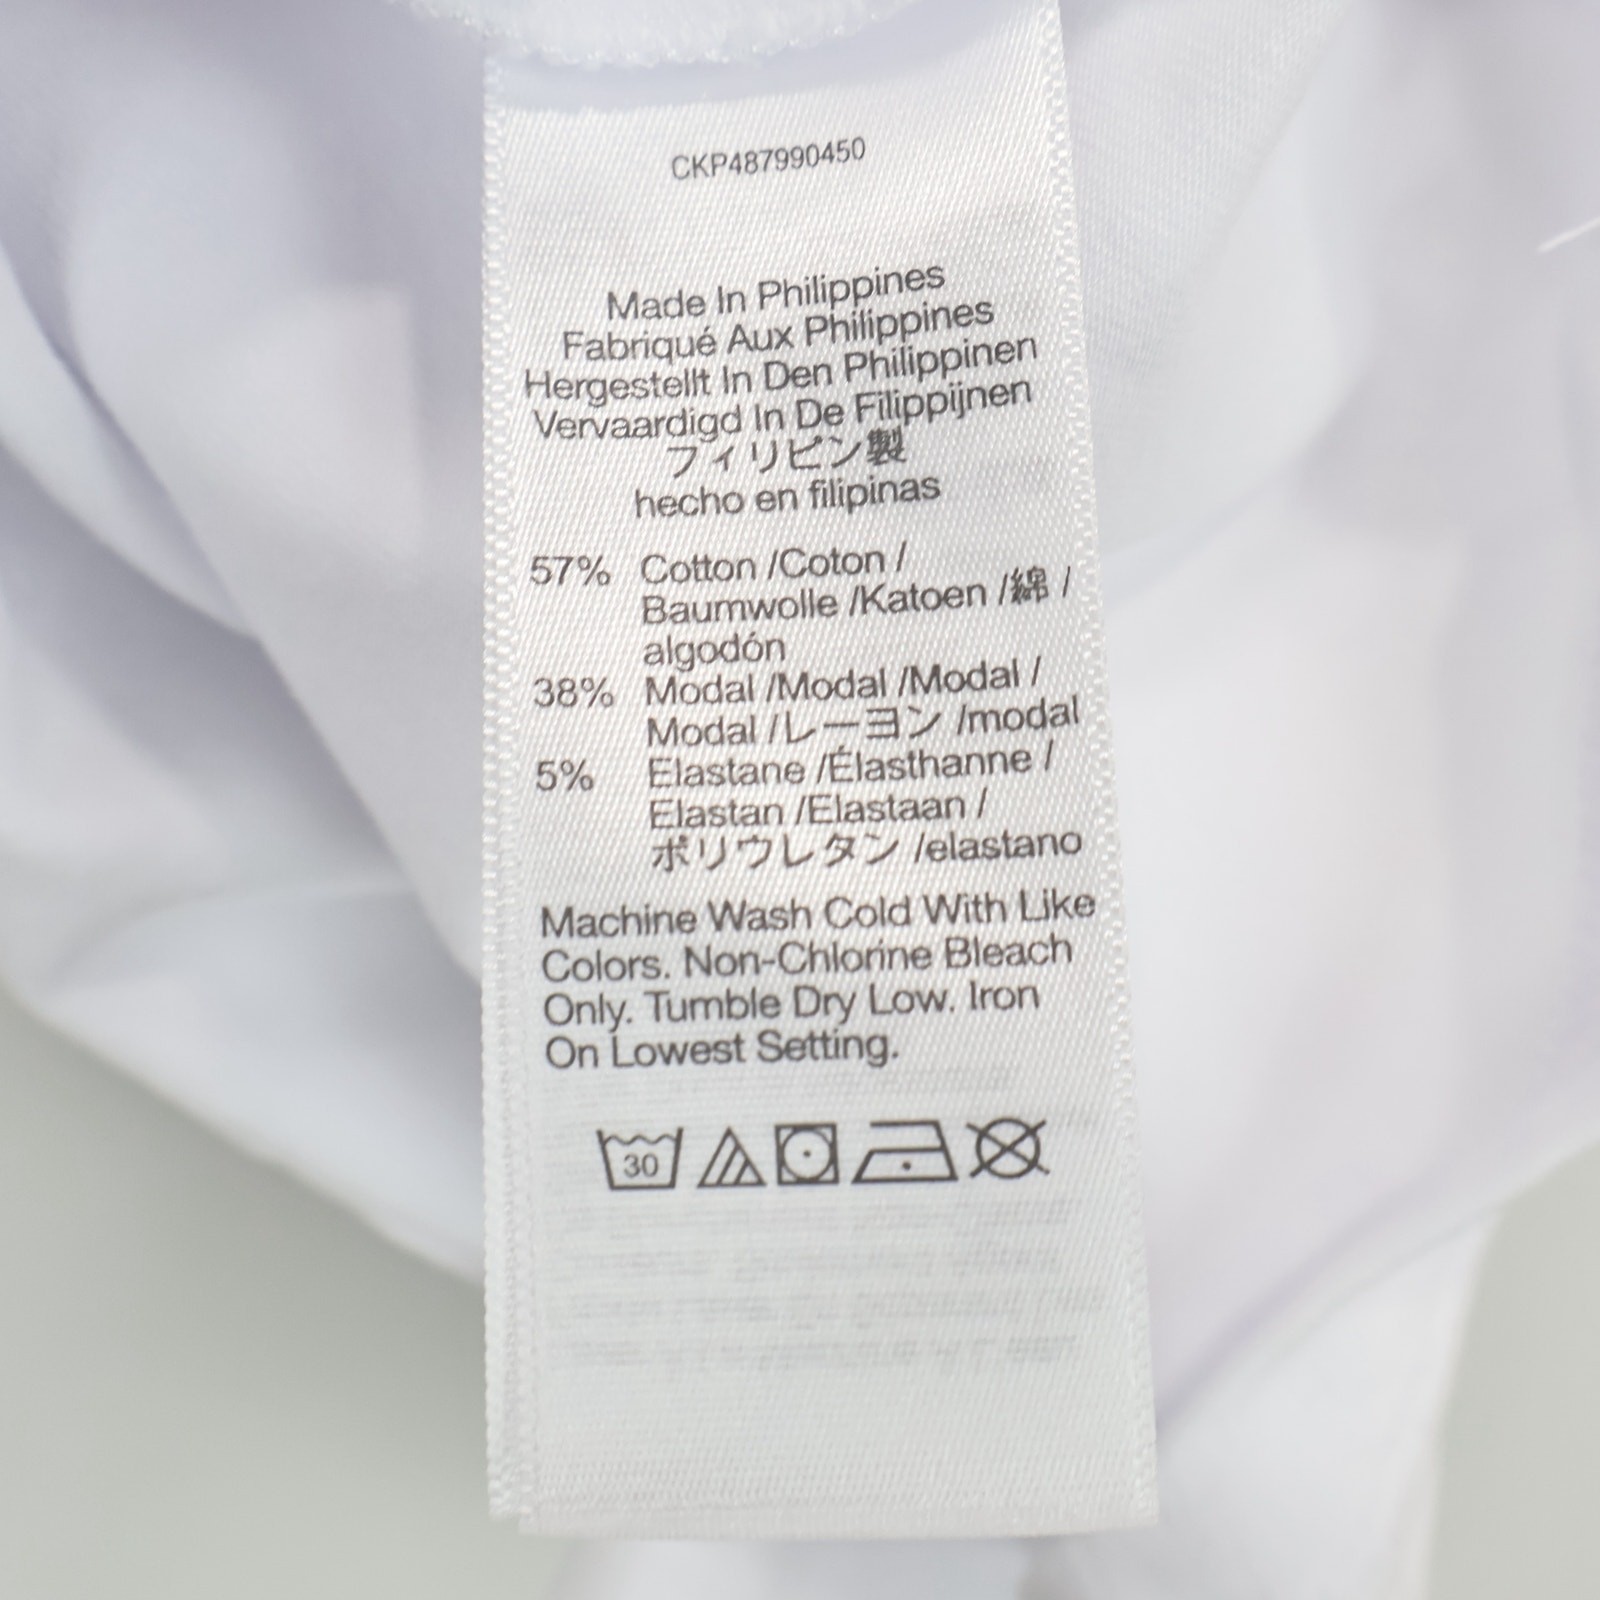 CKP487990450
Made In Philippines
Fabriqué Aux Philippines
Hergestellt In Den Philippinen
Vervaardigd In De Filippijnen
フィリピン製
hecho en filipinas
57% Cotton /Coton /
Baumwolle /Katoen /綿 /
algodón
38% Modal /Modal /Modal /
Modal /レーヨン /modal
5% Elastane /Élasthanne /
Elastan /Elastaan /
ポリウレタン /elastano
Machine Wash Cold With Like
Colors. Non-Chlorine Bleach
Only. Tumble Dry Low. Iron
On Lowest Setting.
30